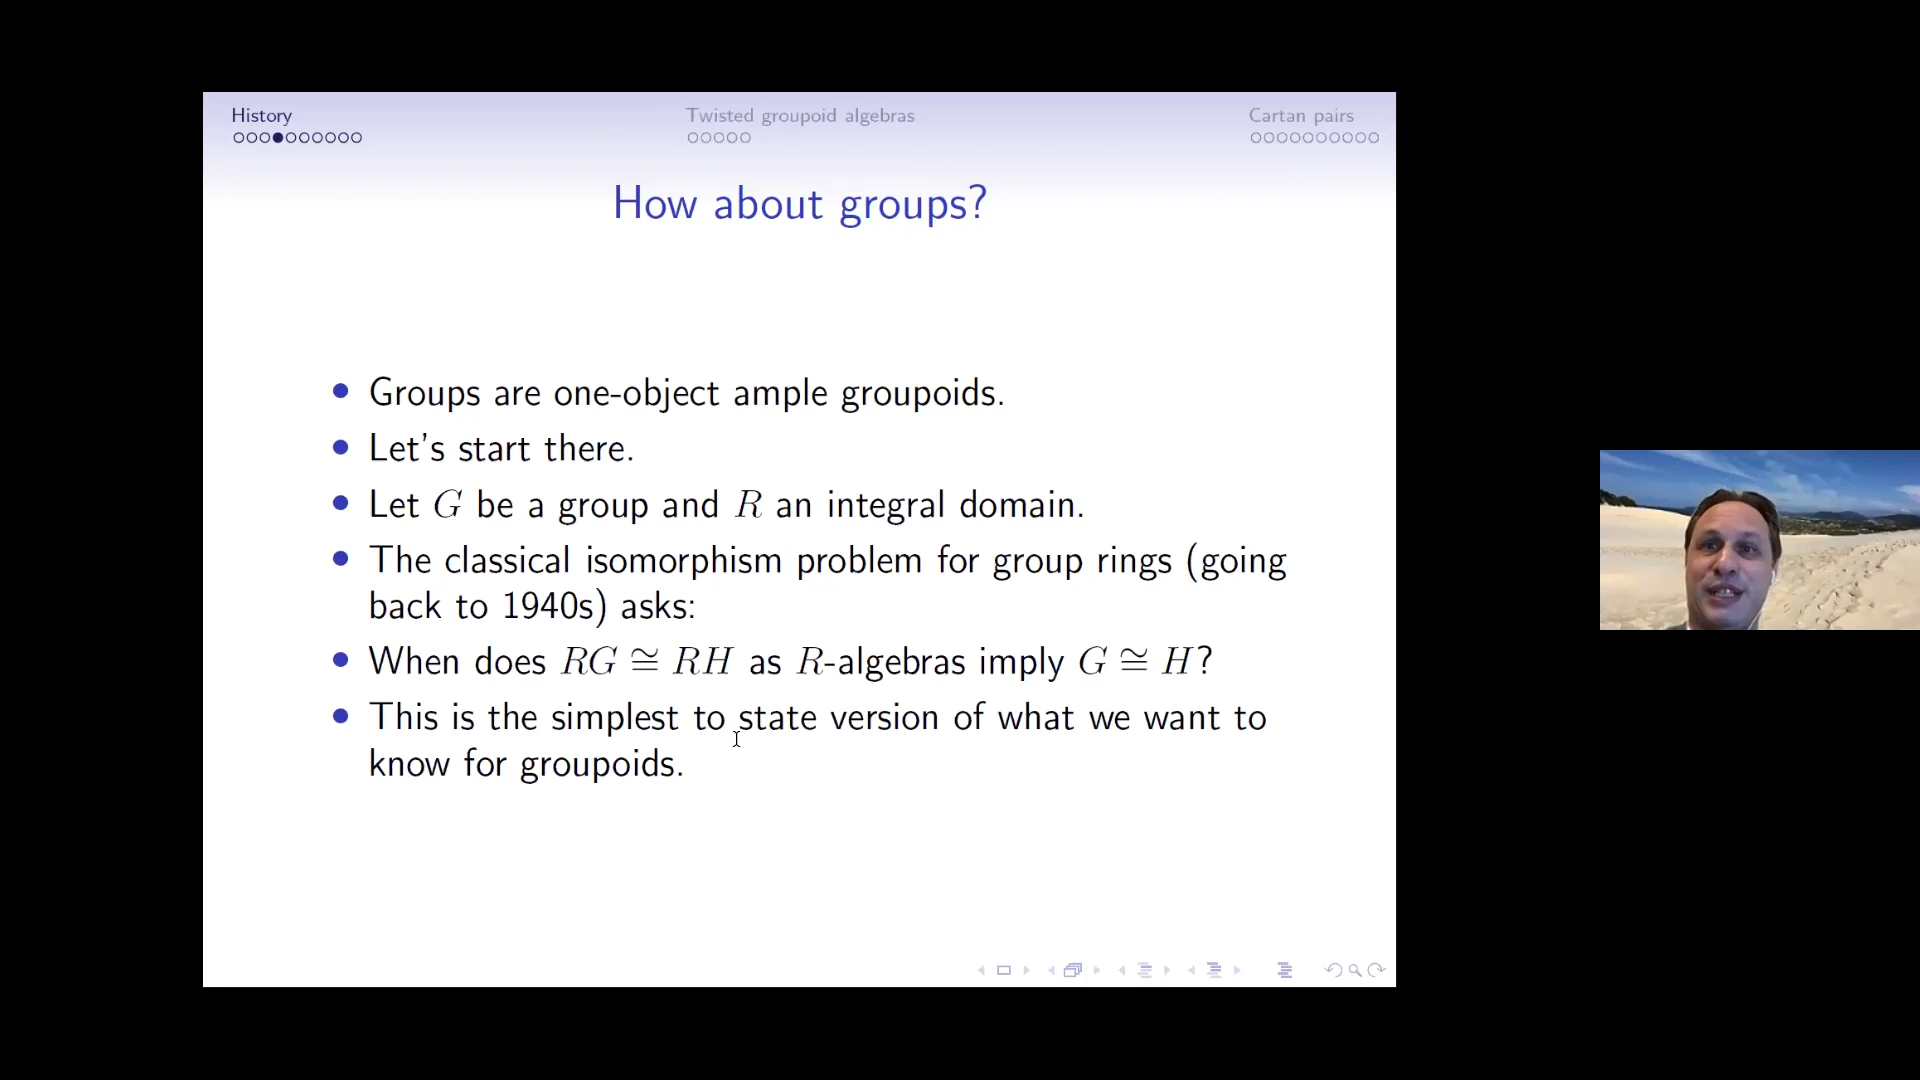 History
Twisted groupoid algebras
Cartan pairs
How about groups?
• Groups are one-object ample groupoids.
• Let's start there.
• Let G be a group and R an integral domain.
• The classical isomorphism problem for group rings (going
back to 1940s) asks:
• When does RG ≅ RH as R-algebras imply G ≅ H?
• This is the simplest to state version of what we want to
know for groupoids.